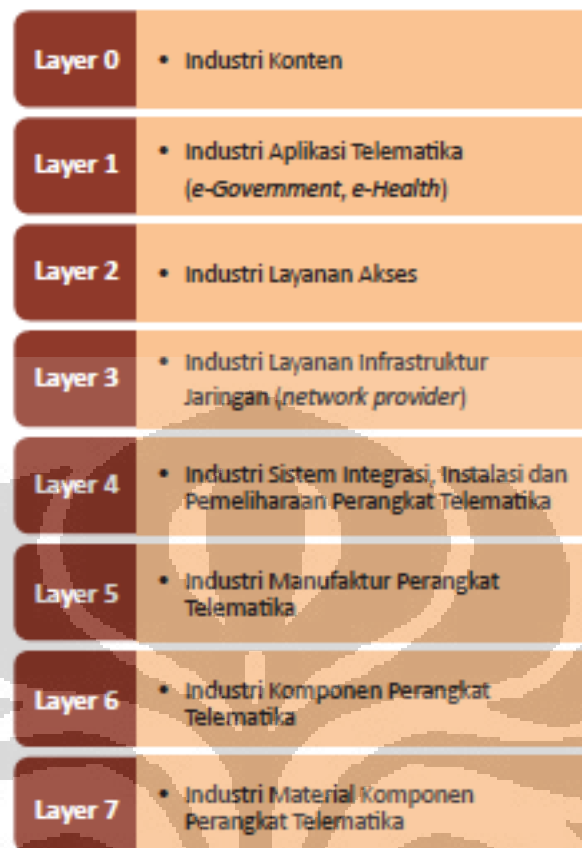 Layer 0
• Industri Konten
Layer 1
• Industri Aplikasi Telematika
(e-Government, e-Health)
Layer 2
• Industri Layanan Akses
Layer 3
• Industri Layanan Infrastruktur
Jaringan (network provider)
Layer 4
• Industri Sistem Integrasi, Instalasi dan
Pemeliharaan Perangkat Telematika
Layer 5
• Industri Manufaktur Perangkat
Telematika
Layer 6
• Industri Komponen Perangkat
Telematika
Layer 7
• Industri Material Komponen
Perangkat Telematika